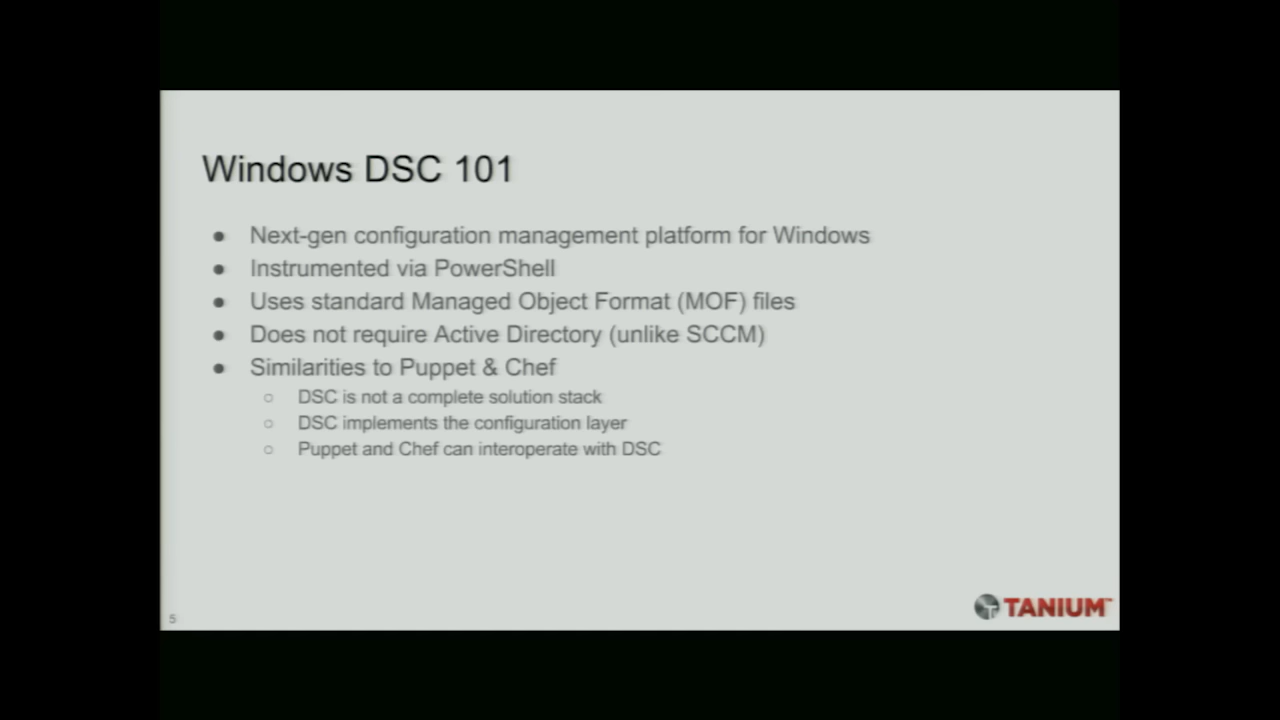 Windows DSC 101
● Next-gen configuration management platform for Windows
● Instrumented via PowerShell
● Uses standard Managed Object Format (MOF) files
● Does not require Active Directory (unlike SCCM)
● Similarities to Puppet & Chef
○ DSC is not a complete solution stack
○ DSC implements the configuration layer
○ Puppet and Chef can interoperate with DSC
5
TANIUM™